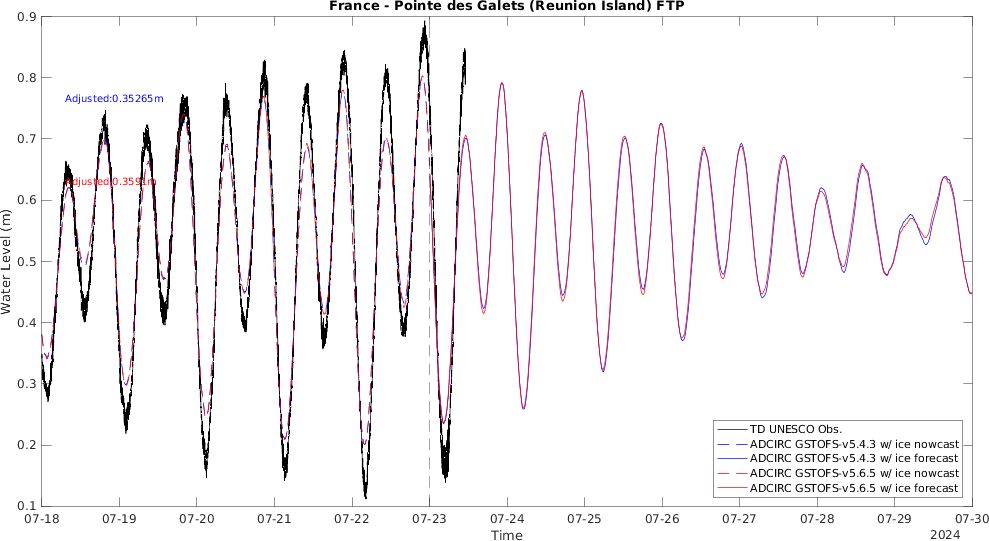 France - Pointe des Galets (Reunion Island) FTP
0.9
0.8
0.7
0.6
0.5
0.4
0.3
0.2
0.1
Water Level (m)
Adjusted:0.35265m
Adjusted:0.3591m
TD UNESCO Obs.
ADCIRC GSTOFS-v5.4.3 w/ ice nowcast
ADCIRC GSTOFS-v5.4.3 w/ ice forecast
ADCIRC GSTOFS-v5.6.5 w/ ice nowcast
ADCIRC GSTOFS-v5.6.5 w/ ice forecast
07-18 07-19 07-20 07-21 07-22 07-23 07-24 07-25 07-26 07-27 07-28 07-29 07-30
Time
2024